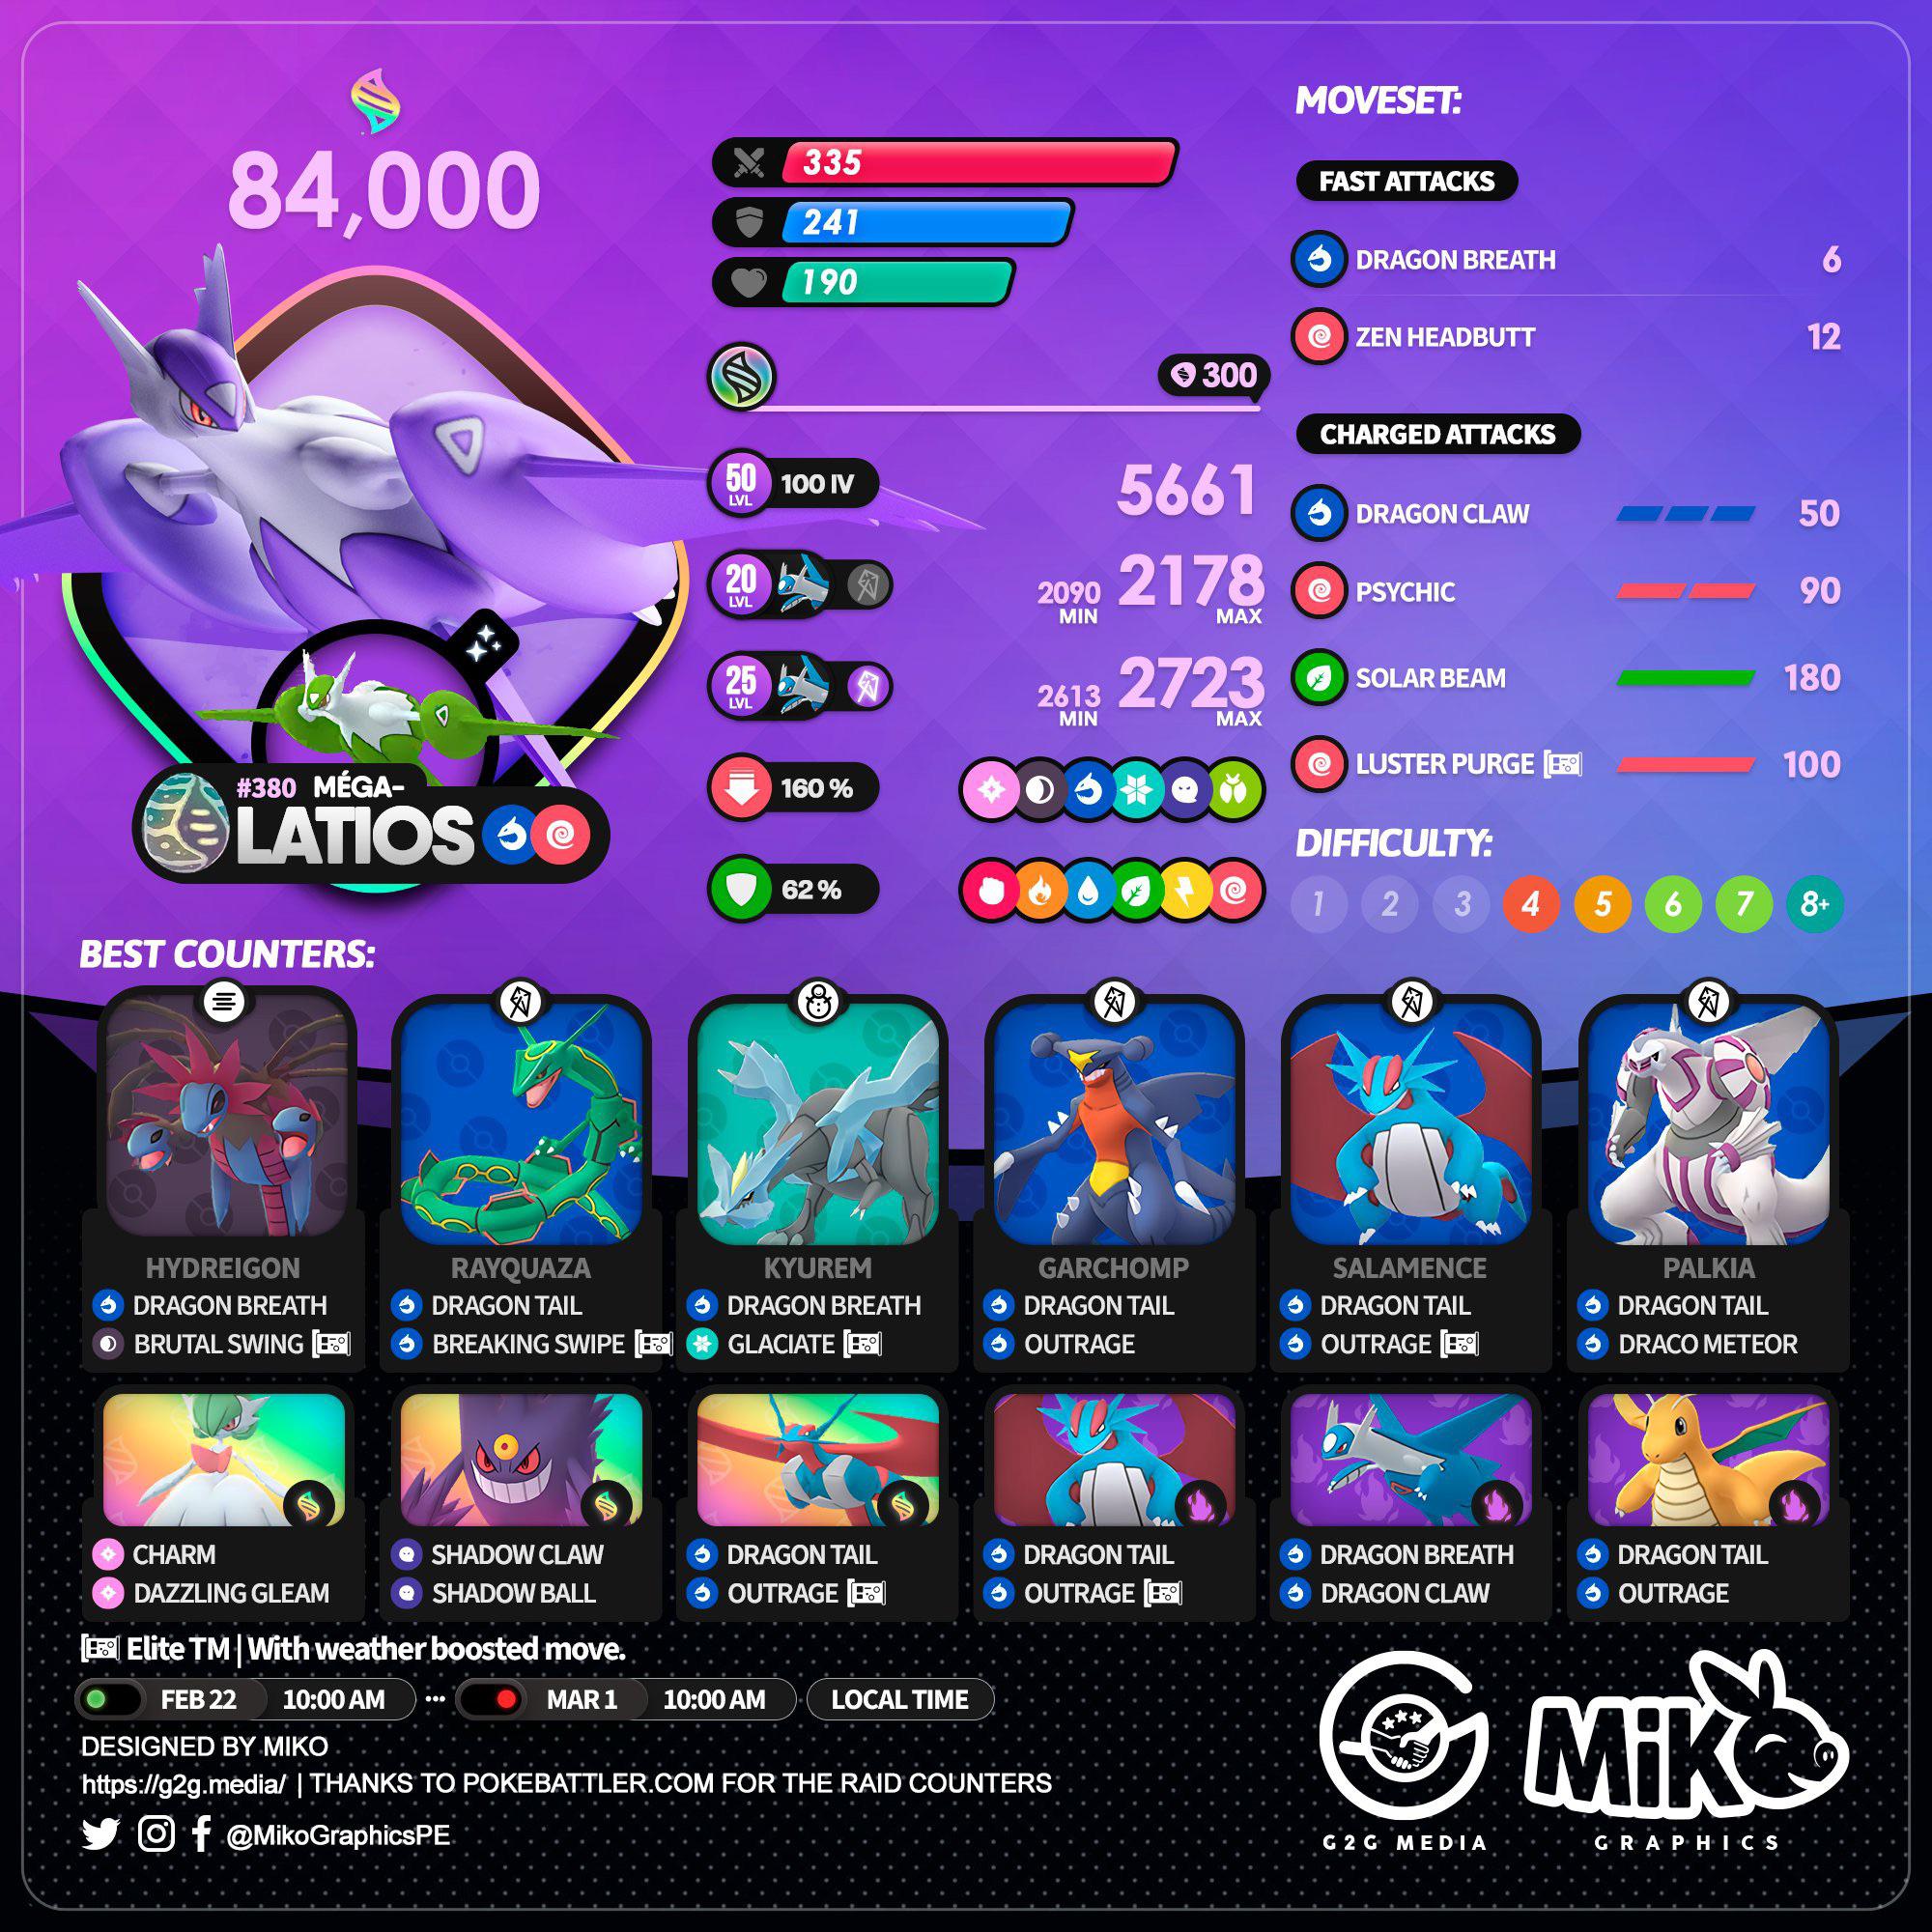 84,000
335
241
190
300
50 LVL 100 IV 5661
20 LVL 2090 MIN 2178 MAX
25 LVL 2613 MIN 2723 MAX
160 %
62 %
#380 MÉGA-
LATIOS
MOVESET:
FAST ATTACKS
DRAGON BREATH 6
ZEN HEADBUTT 12
CHARGED ATTACKS
DRAGON CLAW 50
PSYCHIC 90
SOLAR BEAM 180
LUSTER PURGE 100
DIFFICULTY:
1 2 3 4 5 6 7 8+
BEST COUNTERS:
HYDREIGON
DRAGON BREATH
BRUTAL SWING
RAYQUAZA
DRAGON TAIL
BREAKING SWIPE
KYUREM
DRAGON BREATH
GLACIATE
GARCHOMP
DRAGON TAIL
OUTRAGE
SALAMENCE
DRAGON TAIL
OUTRAGE
PALKIA
DRAGON TAIL
DRACO METEOR
CHARM
DAZZLING GLEAM
SHADOW CLAW
SHADOW BALL
DRAGON TAIL
OUTRAGE
DRAGON TAIL
OUTRAGE
DRAGON BREATH
DRAGON CLAW
DRAGON TAIL
OUTRAGE
Elite TM | With weather boosted move.
FEB 22 10:00 AM ... MAR 1 10:00 AM LOCAL TIME
DESIGNED BY MIKO
https://g2g.media/ | THANKS TO POKEBATTLER.COM FOR THE RAID COUNTERS
@MikoGraphicsPE
G2G MEDIA
MiKO
GRAPHICS